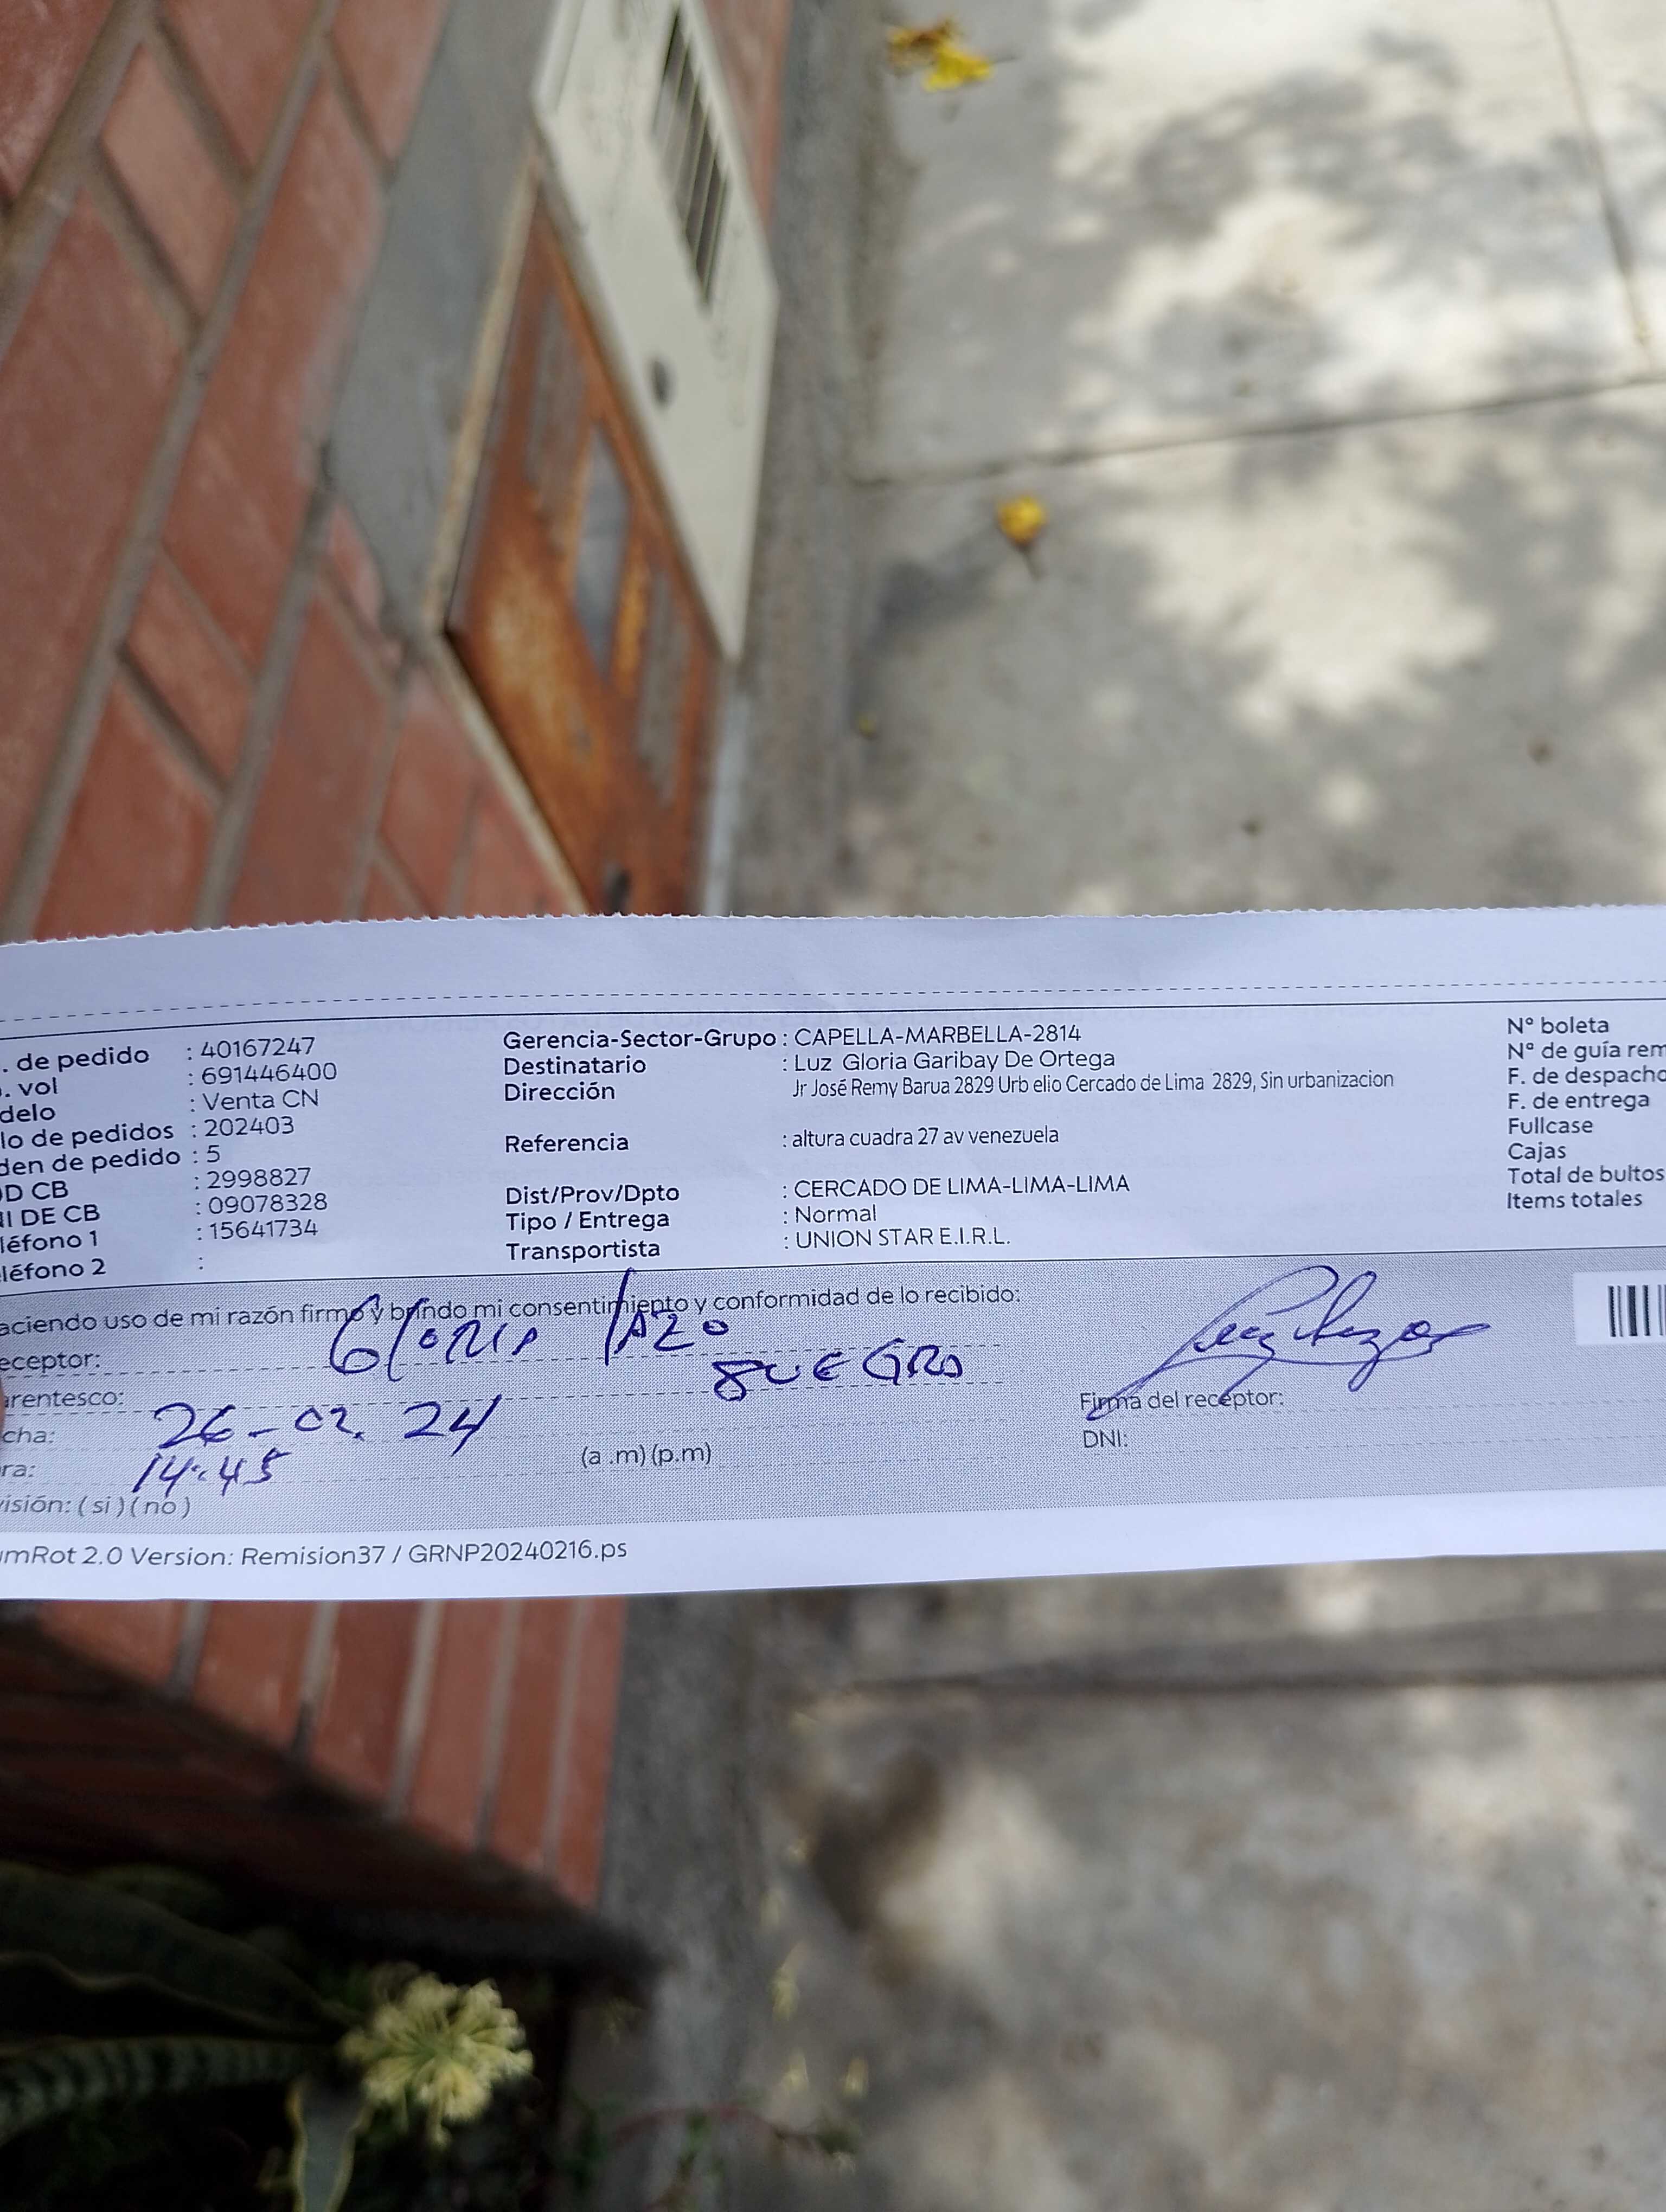 . de pedido : 40167247
. vol : 691446400
delo : Venta CN
lo de pedidos : 202403
den de pedido : 5
D CB : 2998827
I DE CB : 09078328
léfono 1 : 15641734
léfono 2 :
Gerencia-Sector-Grupo : CAPELLA-MARBELLA-2814
Destinatario : Luz Gloria Garibay De Ortega
Dirección Jr José Remy Barua 2829 Urb elio Cercado de Lima 2829, Sin urbanizacion
Referencia : altura cuadra 27 av venezuela
Dist/Prov/Dpto : CERCADO DE LIMA-LIMA-LIMA
Tipo / Entrega : Normal
Transportista : UNION STAR E.I.R.L.
Nº boleta
Nº de guía rem
F. de despacho
F. de entrega
Fullcase
Cajas
Total de bultos
Items totales
aciendo uso de mi razón firmo y brindo mi consentimiento y conformidad de lo recibido:
eceptor: GloRIA lAZO
arentesco: SUEGRO
cha: 26-02.24
ra: 14:45 (a .m) (p.m)
isión: ( si ) ( no )
Firma del receptor:
DNI:
mRot 2.0 Version: Remision37 / GRNP20240216.ps